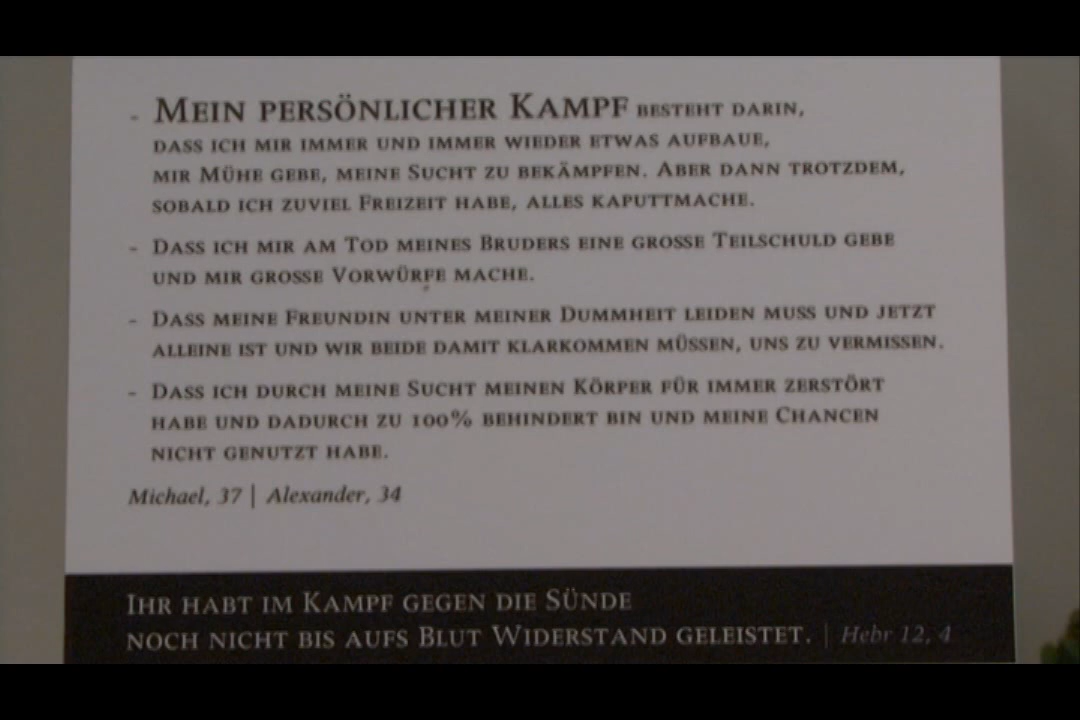 - Mein persönlicher Kampf besteht darin,
dass ich mir immer und immer wieder etwas aufbaue,
mir Mühe gebe, meine Sucht zu bekämpfen. Aber dann trotzdem,
sobald ich zuviel Freizeit habe, alles kaputtmache.
- Dass ich mir am Tod meines Bruders eine grosse Teilschuld gebe
und mir grosse Vorwürfe mache.
- Dass meine Freundin unter meiner Dummheit leiden muss und jetzt
alleine ist und wir beide damit klarkommen müssen, uns zu vermissen.
- Dass ich durch meine Sucht meinen Körper für immer zerstört
habe und dadurch zu 100% behindert bin und meine Chancen
nicht genutzt habe.
Michael, 37 | Alexander, 34
Ihr habt im Kampf gegen die Sünde
noch nicht bis aufs Blut Widerstand geleistet. | Hebr 12, 4